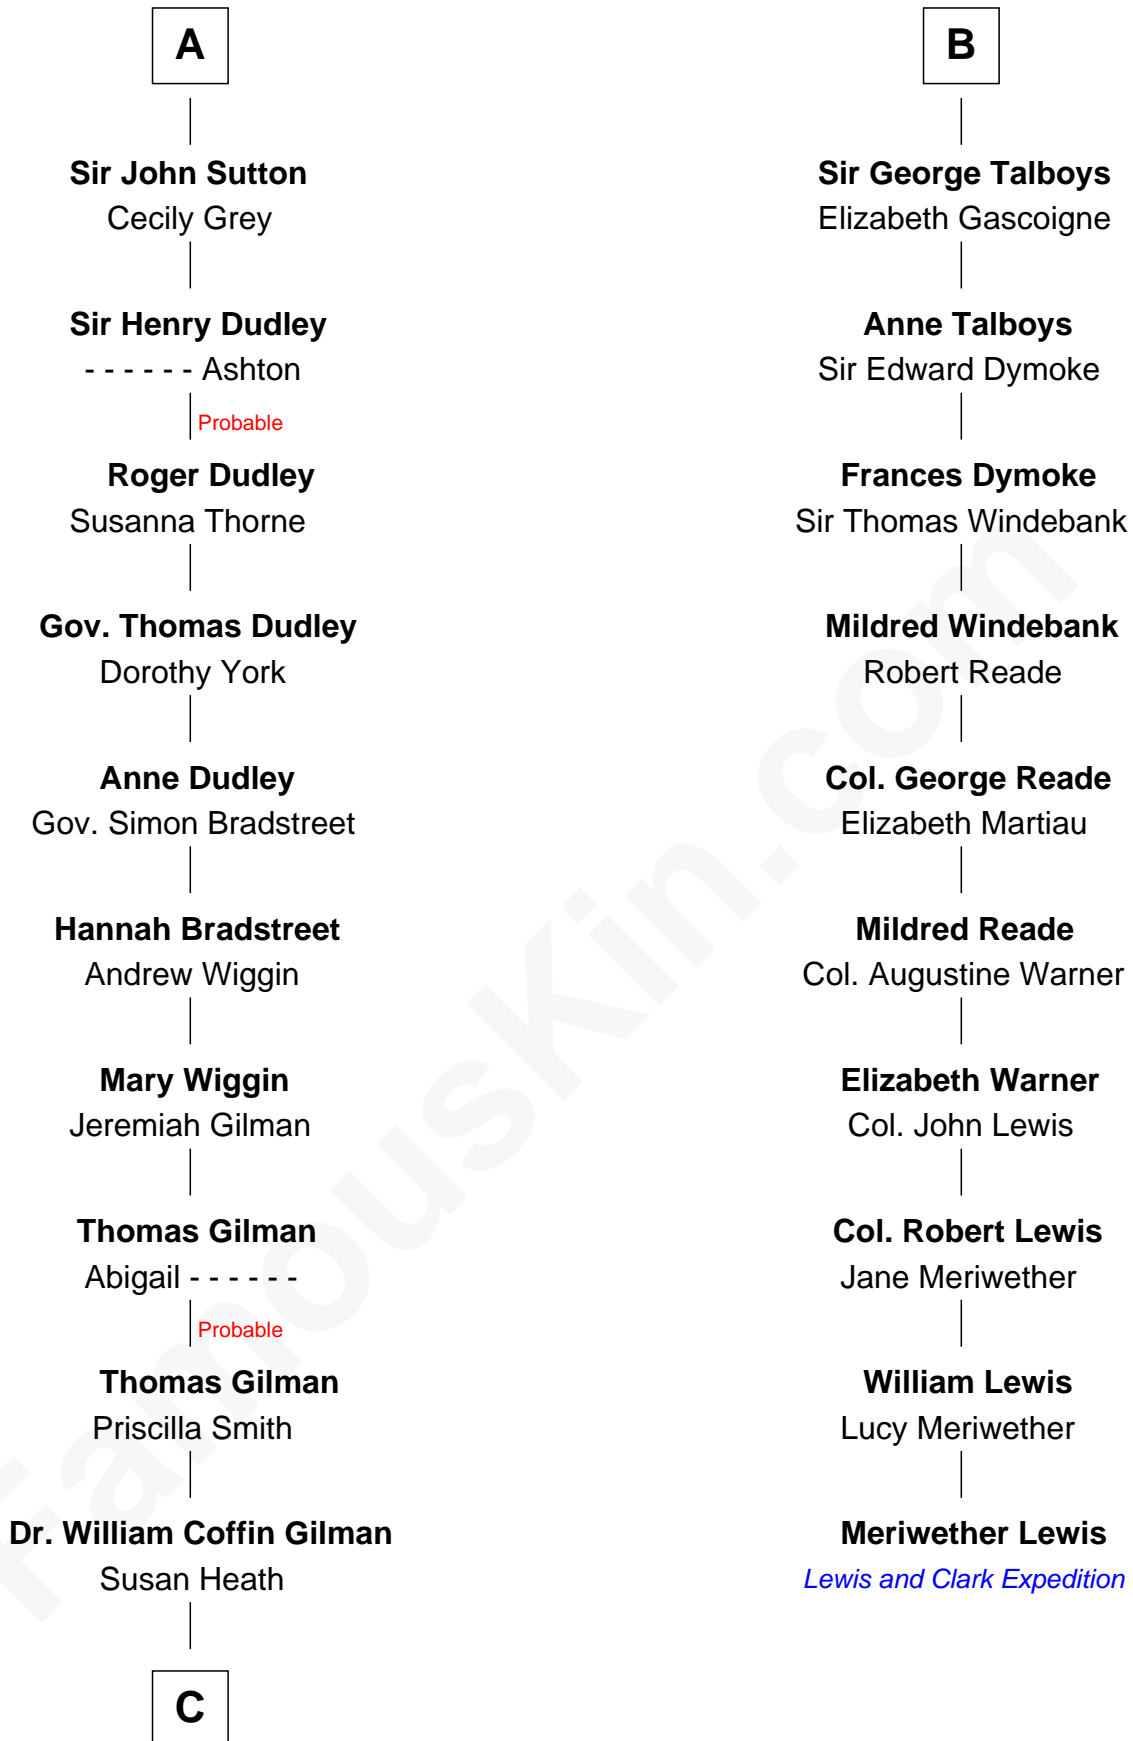 A
Sir John Sutton
Cecily Grey
Sir Henry Dudley
- - - - - - Ashton
Probable
Roger Dudley
Susanna Thorne
Gov. Thomas Dudley
Dorothy York
Anne Dudley
Gov. Simon Bradstreet
Hannah Bradstreet
Andrew Wiggin
Mary Wiggin
Jeremiah Gilman
Thomas Gilman
Abigail - - - - - -
Probable
Thomas Gilman
Priscilla Smith
Dr. William Coffin Gilman
Susan Heath
C
B
Sir George Talboys
Elizabeth Gascoigne
Anne Talboys
Sir Edward Dymoke
Frances Dymoke
Sir Thomas Windebank
Mildred Windebank
Robert Reade
Col. George Reade
Elizabeth Martiau
Mildred Reade
Col. Augustine Warner
Elizabeth Warner
Col. John Lewis
Col. Robert Lewis
Jane Meriwether
William Lewis
Lucy Meriwether
Meriwether Lewis
Lewis and Clark Expedition
FamousKin.com